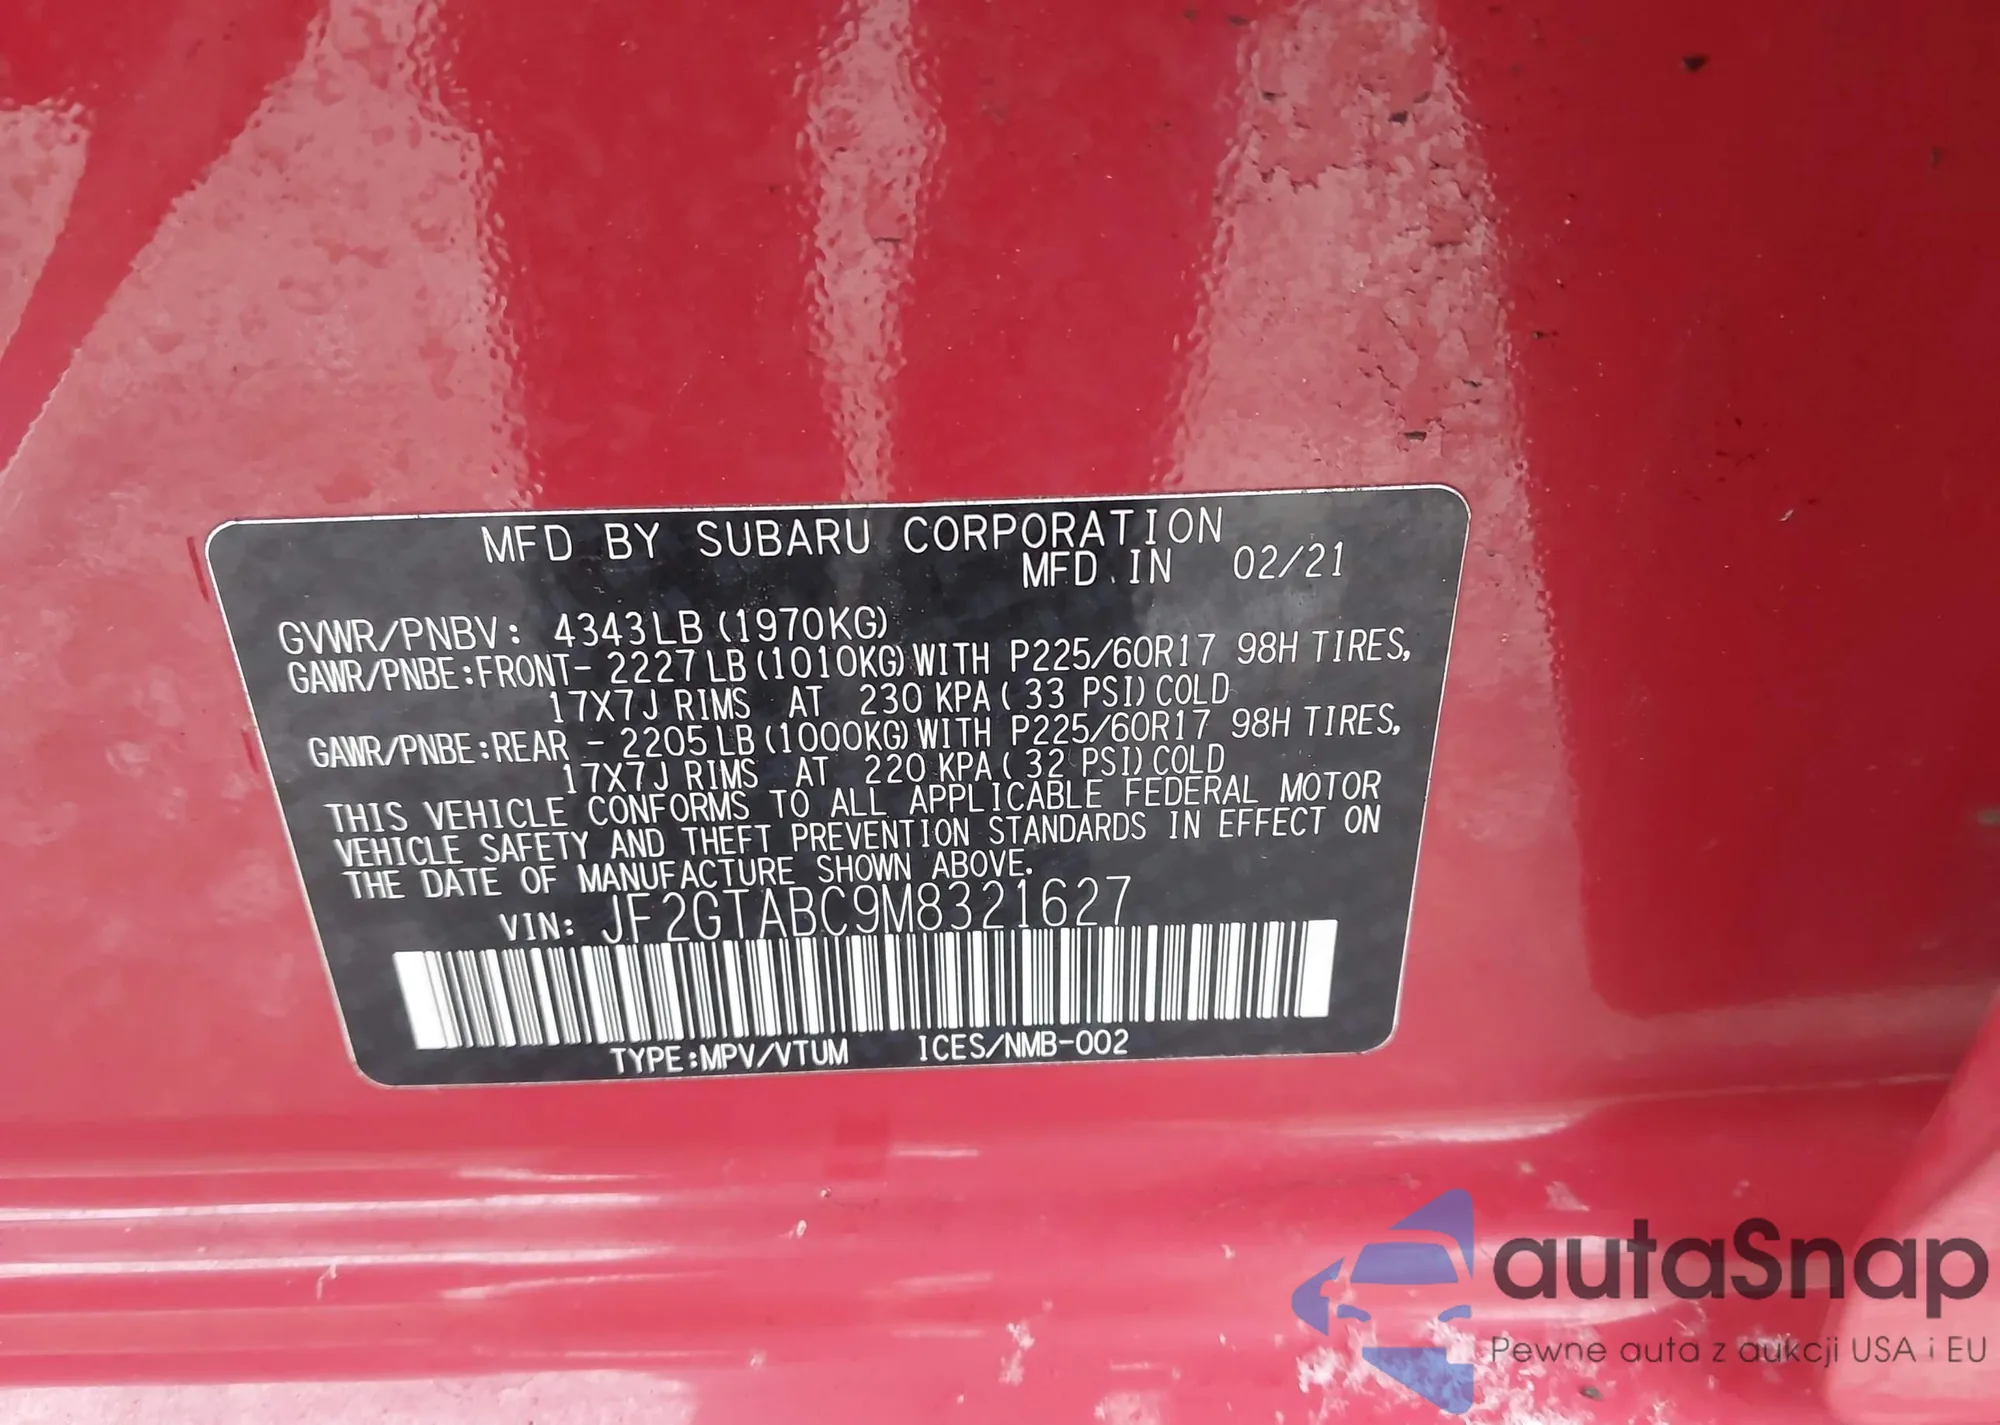 MFD BY SUBARU CORPORATION
MFD.IN 02/21
GVWR/PNBV: 4343LB (1970KG)
GAWR/PNBE:FRONT- 2227LB(1010KG)WITH P225/60R17 98H TIRES,
17X7J RIMS AT 230 KPA( 33 PSI)COLD
GAWR/PNBE:REAR - 2205LB(1000KG)WITH P225/60R17 98H TIRES,
17X7J RIMS AT 220 KPA( 32 PSI)COLD
THIS VEHICLE CONFORMS TO ALL APPLICABLE FEDERAL MOTOR
VEHICLE SAFETY AND THEFT PREVENTION STANDARDS IN EFFECT ON
THE DATE OF MANUFACTURE SHOWN ABOVE.
VIN: JF2GTABC9M8321627
TYPE:MPV/VTUM ICES/NMB-002
autaSnap
Pewne auta z aukcji USA i EU